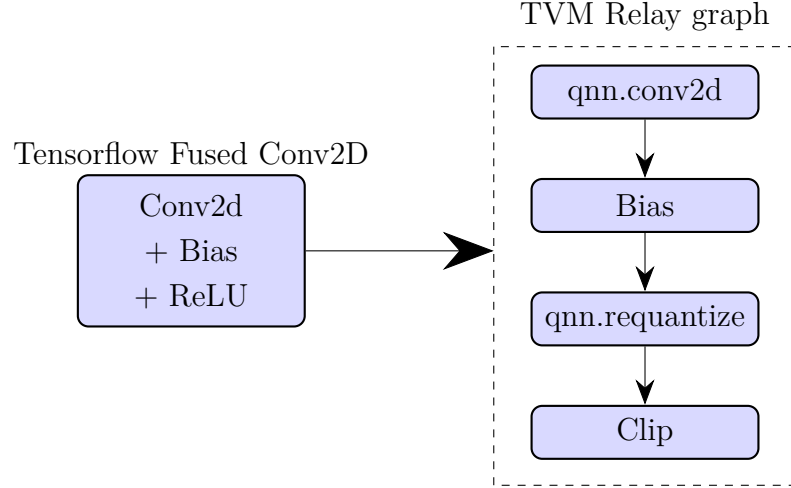 TVM Relay graph
qnn.conv2d
Tensorflow Fused Conv2D
Conv2d
+ Bias
+ ReLU
Bias
qnn.requantize
Clip